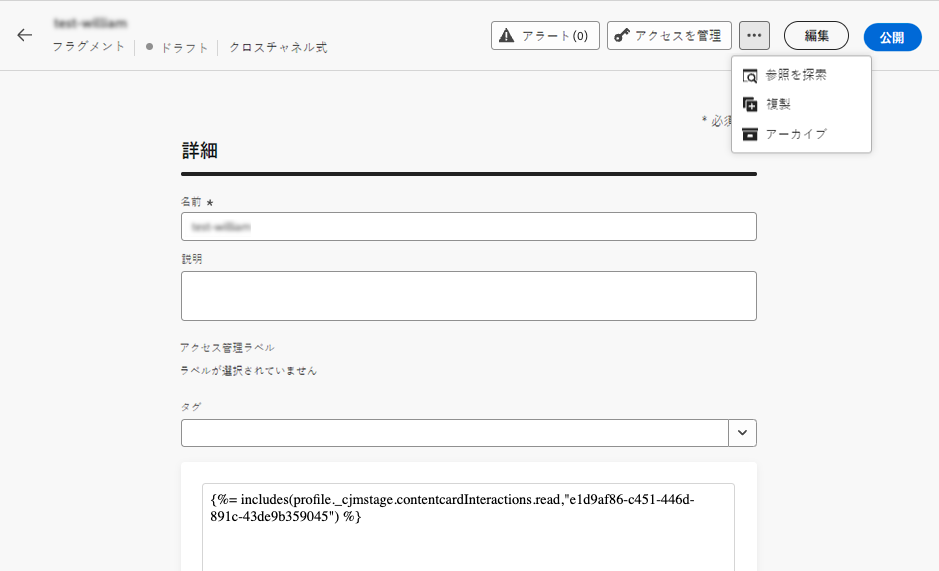 フラグメント
ドラフト
クロスチャネル式
アラート(0)
アクセスを管理
編集
公開
参照を探索
複製
アーカイブ
* 必須
詳細
名前 *
説明
アクセス管理ラベル
ラベルが選択されていません
タグ
{%= includes(profile._cjmstage.contentcardInteractions.read,"e1d9af86-c451-446d-
891c-43de9b359045") %}